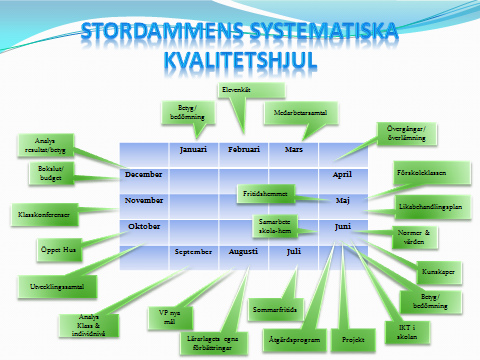 STORDAMMENS SYSTEMATISKA
KVALITETSHJUL
Elevenkät
Betyg/
bedömning
Medarbetarsamtal
Övergångar/
överlämning
Analys
resultat/betyg
Januari
Februari
Mars
Bokslut/
budget
December
April
Förskoleklassen
Fritidshemmet
November
Maj
Likabehandlingsplan
Klasskonferenser
Samarbete
skola-hem
Oktober
Juni
Normer &
värden
Öppet Hus
September
Augusti
Juli
Kunskaper
Utvecklingssamtal
Betyg/
bedömning
Sommarfritids
VP nya
mål
Analys
Klass &
individnivå
IKT i
skolan
Lärarlagets egna
förbättringar
Åtgärdsprogram
Projekt